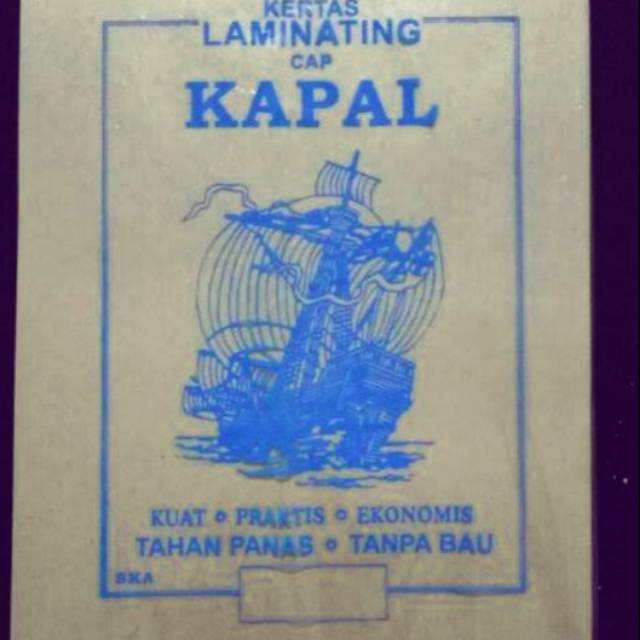 KERTAS
LAMINATING
CAP
KAPAL
KUAT • PRAKTIS • EKONOMIS
TAHAN PANAS • TANPA BAU
SKA